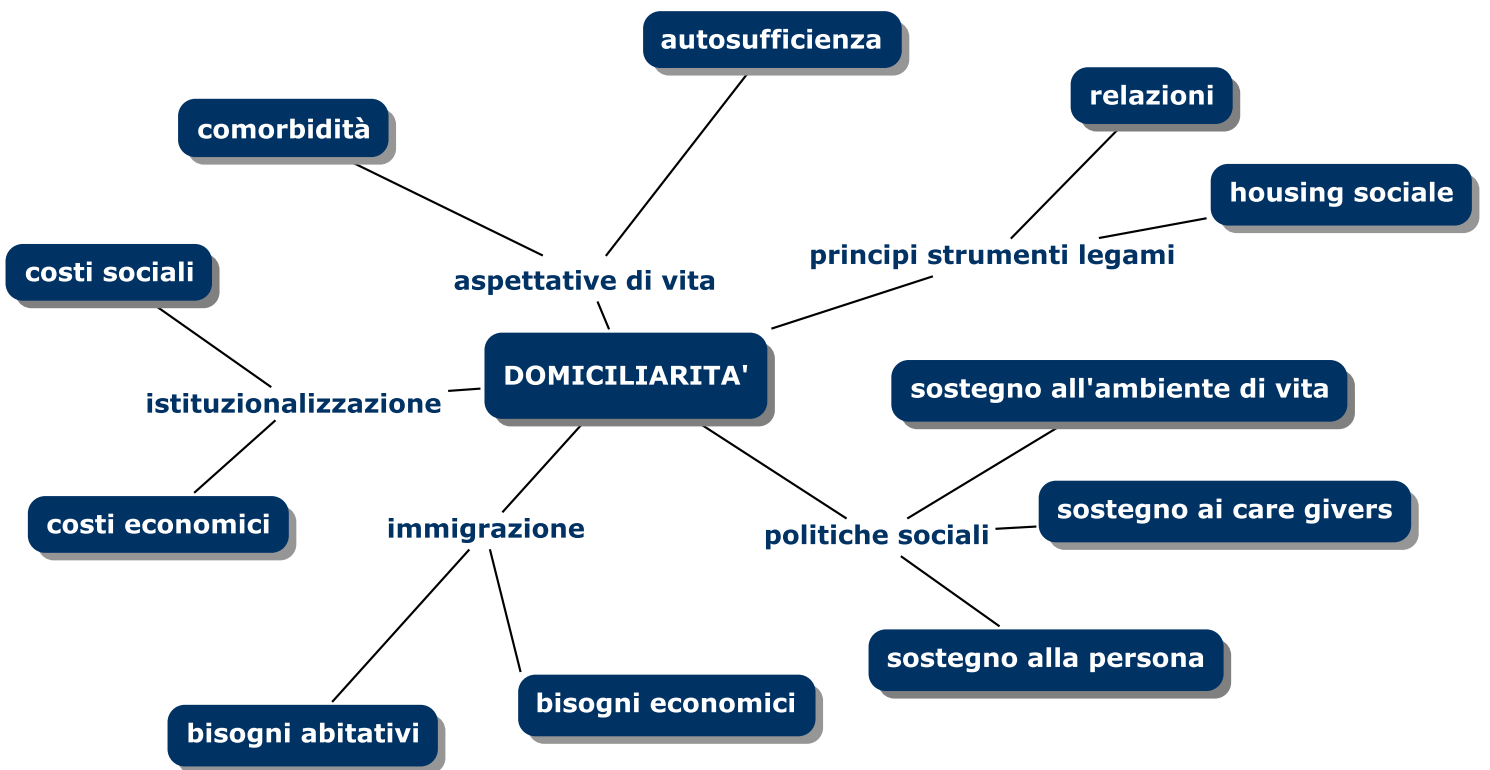 autosufficienza
relazioni
comorbidità
housing sociale
principi strumenti legami
costi sociali
aspettative di vita
DOMICILIARITA'
sostegno all'ambiente di vita
istituzionalizzazione
sostegno ai care givers
costi economici
immigrazione
politiche sociali
sostegno alla persona
bisogni economici
bisogni abitativi